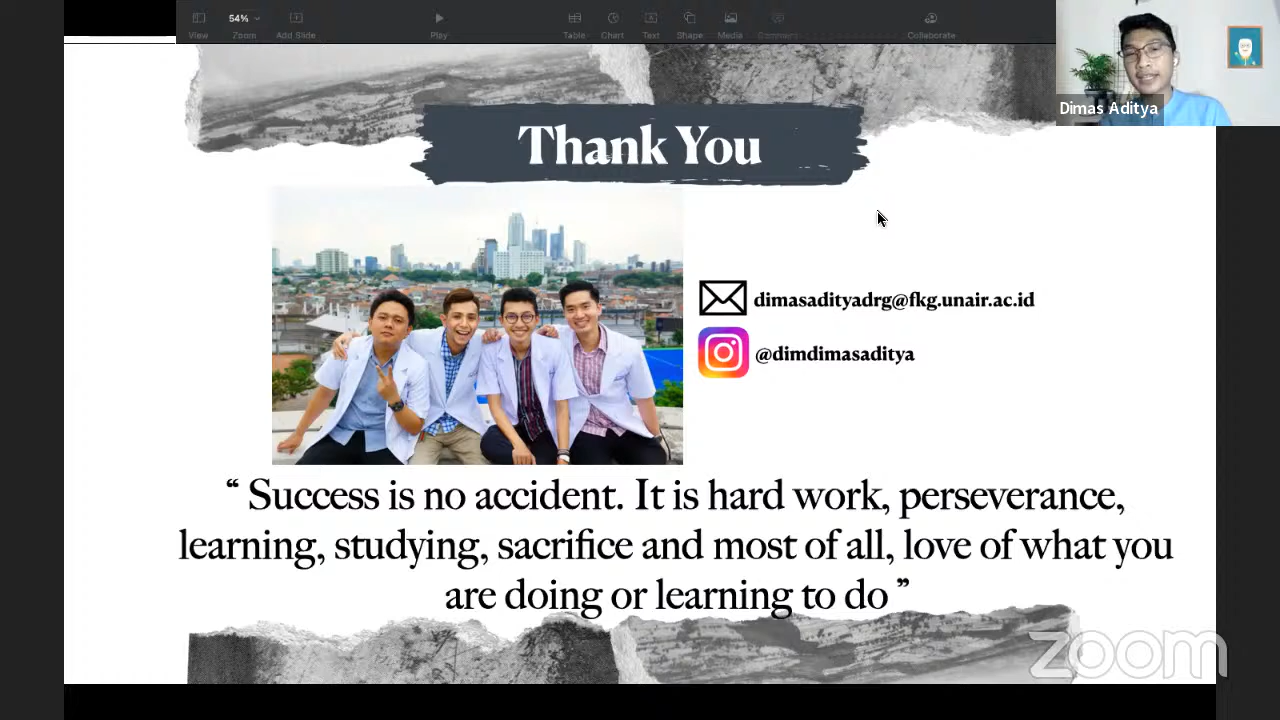 54%
View
Zoom
Add Slide
Play
Table
Chart
Text
Shape
Media
Comment
Collaborate
Dimas Aditya
Thank You
dimasadityadrg@fkg.unair.ac.id
@dimdimasaditya
“ Success is no accident. It is hard work, perseverance,
learning, studying, sacrifice and most of all, love of what you
are doing or learning to do ”
zoom